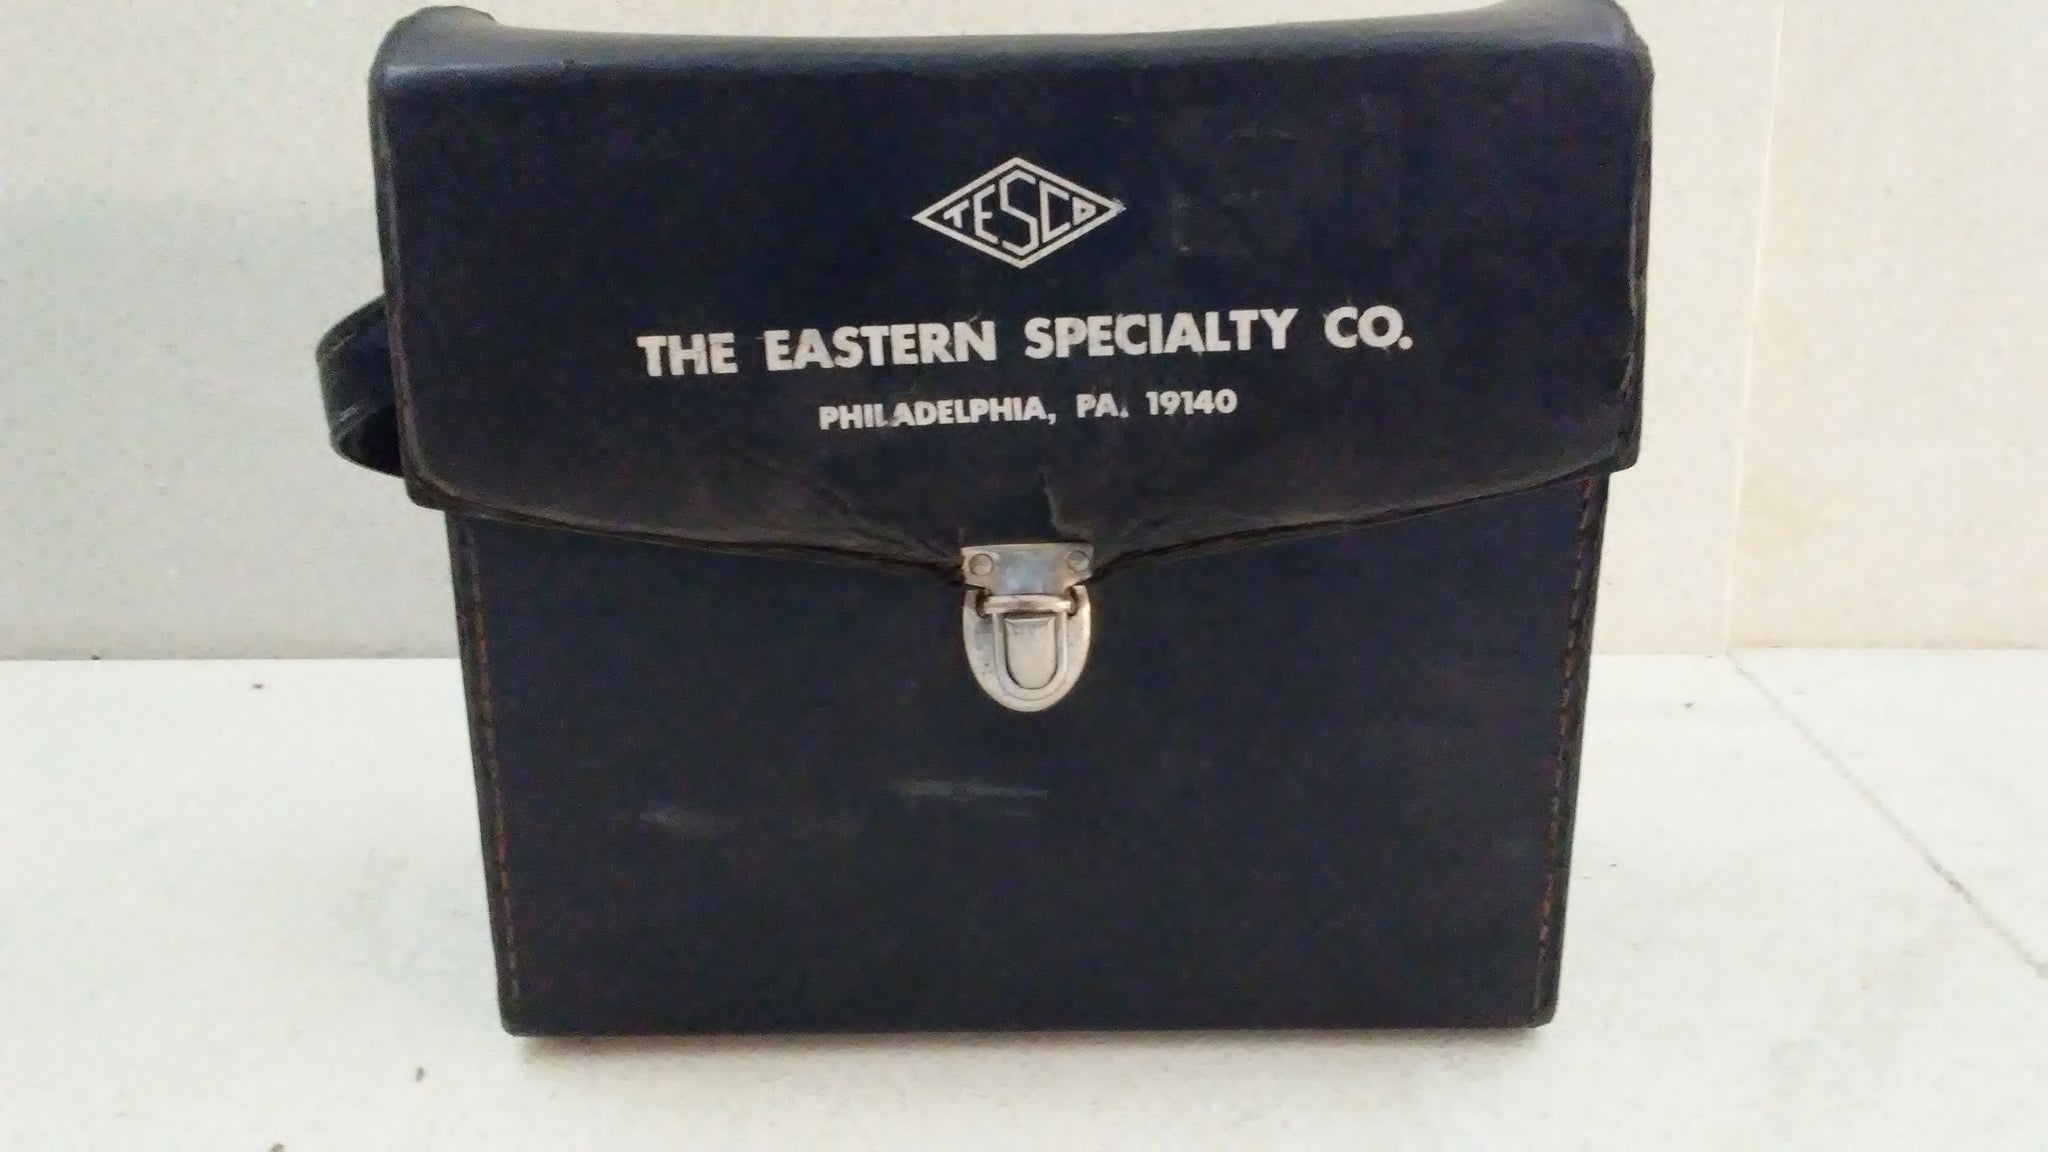 TESCO
THE EASTERN SPECIALTY CO.
PHILADELPHIA, PA. 19140